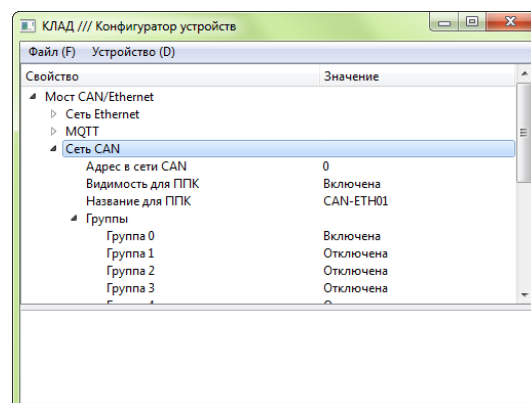 КЛАД /// Конфигуратор устройств
Файл (F) Устройство (D)
Свойство Значение
Мост CAN/Ethernet
Сеть Ethernet
MQTT
Сеть CAN
Адрес в сети CAN 0
Видимость для ППК Включена
Название для ППК CAN-ETH01
Группы
Группа 0 Включена
Группа 1 Отключена
Группа 2 Отключена
Группа 3 Отключена